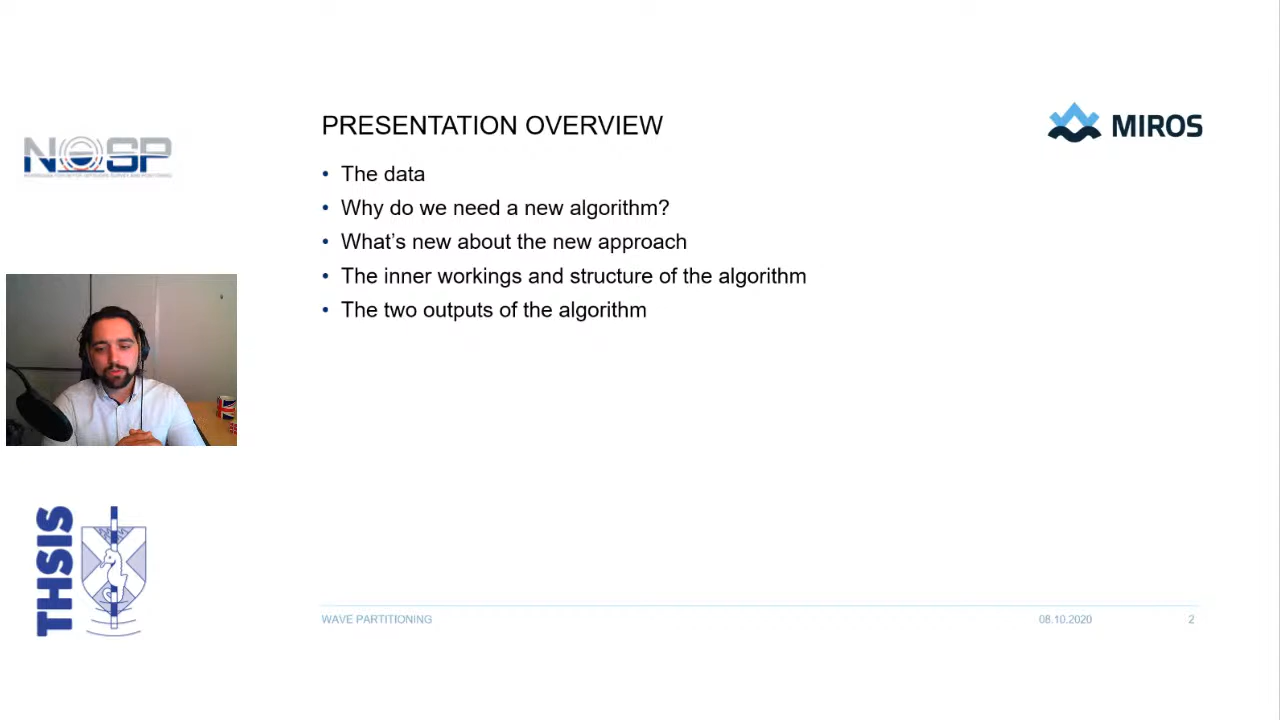 PRESENTATION OVERVIEW
MIROS
NOSP
• The data
• Why do we need a new algorithm?
• What's new about the new approach
• The inner workings and structure of the algorithm
• The two outputs of the algorithm
THSIS
WAVE PARTITIONING
08.10.2020
2